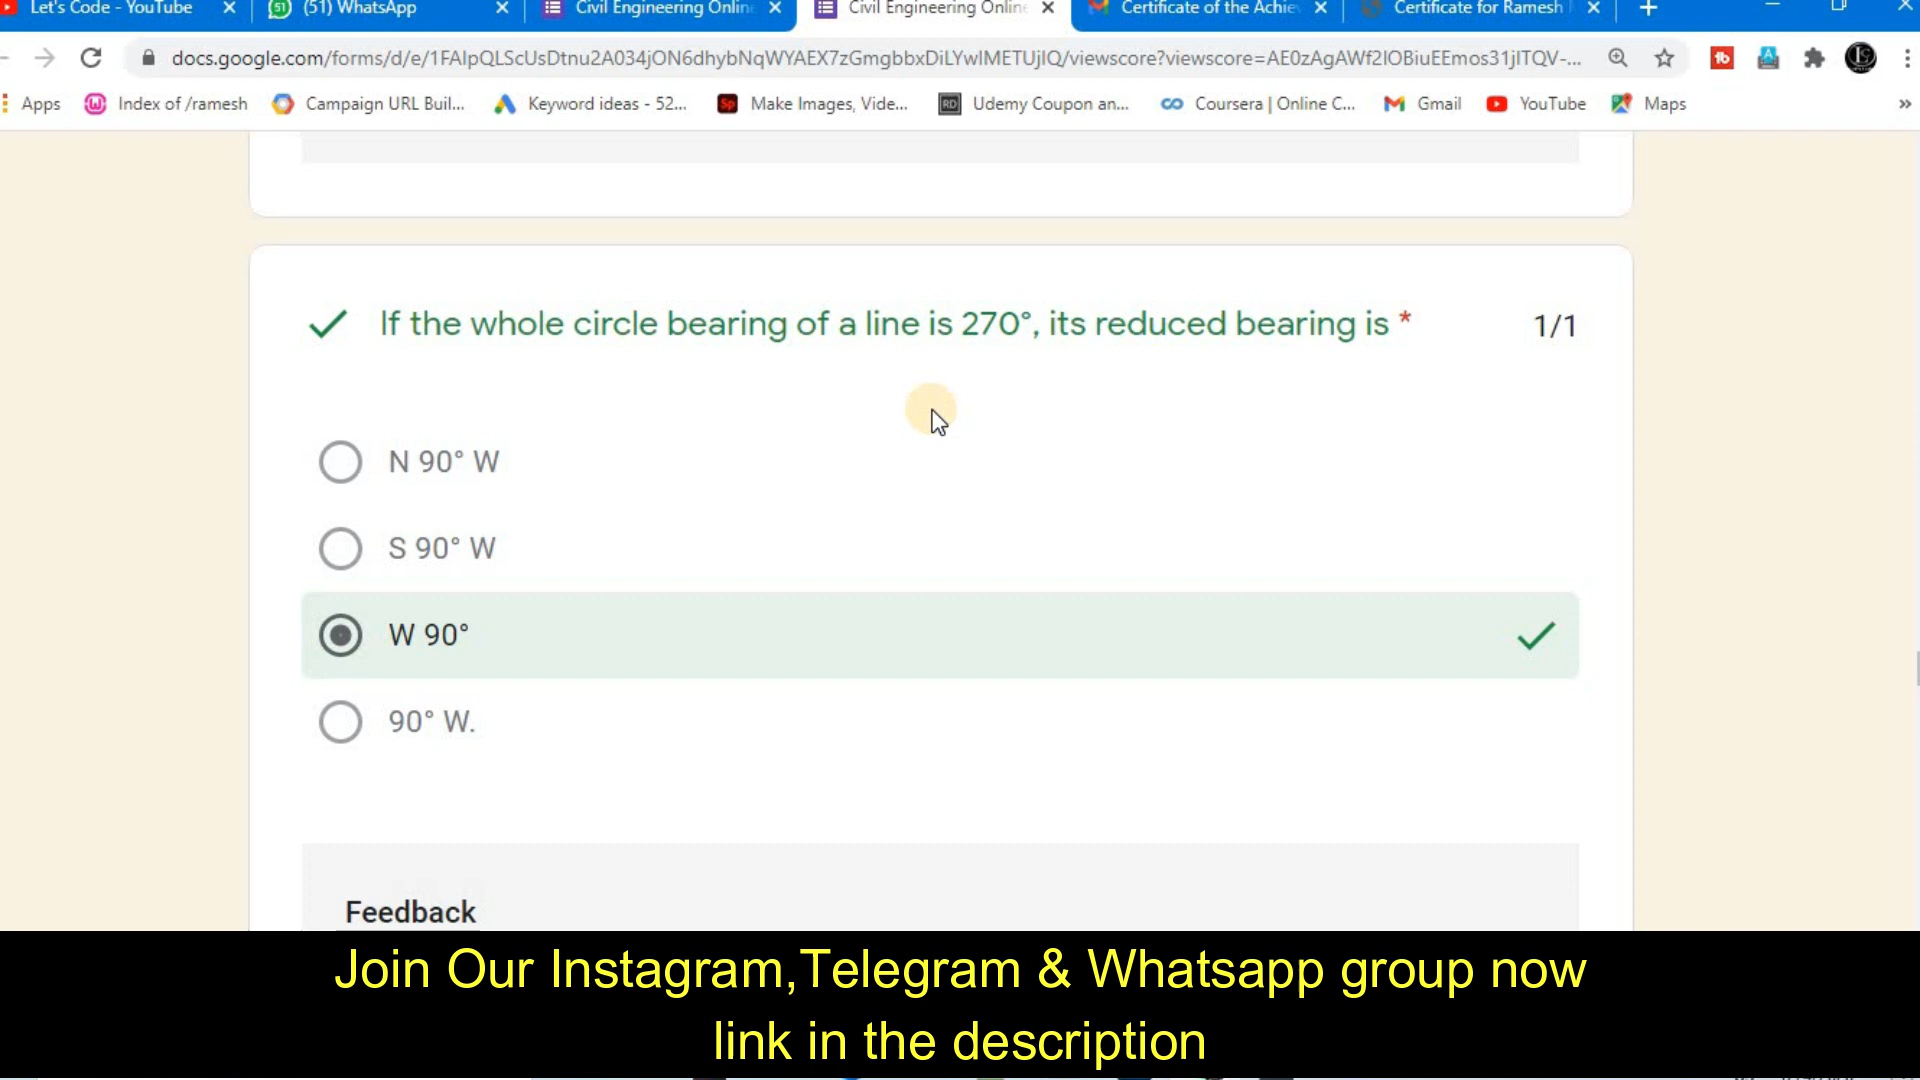 Let's Code - YouTube
(51) WhatsApp
Civil Engineering Onlin
Civil Engineering Onlin
Certificate of the Achie
Certificate for Ramesh
docs.google.com/forms/d/e/1FAIpQLScUsDtnu2A034jON6dhybNqWYAEX7zGmgbbxDiLYwIMETUjIQ/viewscore?viewscore=AE0zAgAWf2IOBiuEEmos31jITQV-...
Apps
Index of /ramesh
Campaign URL Buil...
Keyword ideas - 52...
Make Images, Vide...
Udemy Coupon an...
Coursera | Online C...
Gmail
YouTube
Maps
If the whole circle bearing of a line is 270°, its reduced bearing is *
1/1
N 90° W
S 90° W
W 90°
90° W.
Feedback
Join Our Instagram,Telegram & Whatsapp group now
link in the description